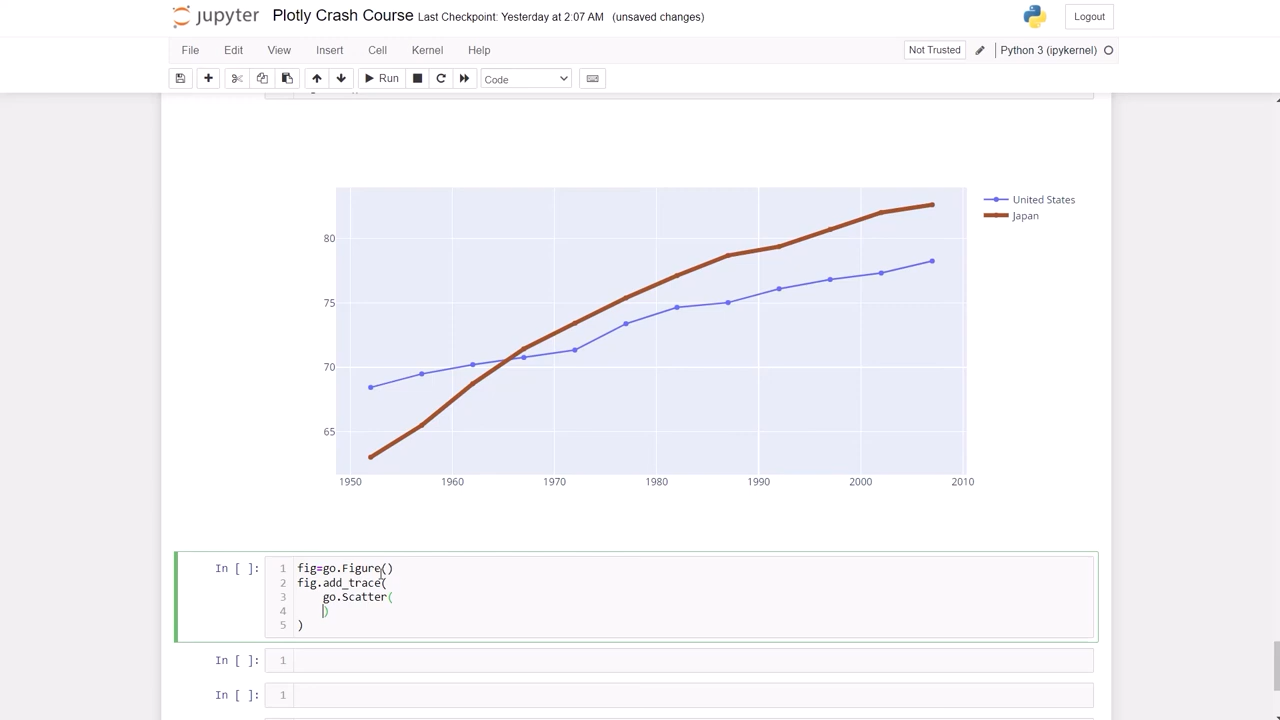 jupyter Plotly Crash Course Last Checkpoint: Yesterday at 2:07 AM (unsaved changes) Logout
File Edit View Insert Cell Kernel Help Not Trusted Python 3 (ipykernel)
Run Code
United States
Japan
80
75
70
65
1950 1960 1970 1980 1990 2000 2010
In [ ]: 1 fig=go.Figure()
2 fig.add_trace(
3 go.Scatter(
4 )
5 )
In [ ]: 1
In [ ]: 1